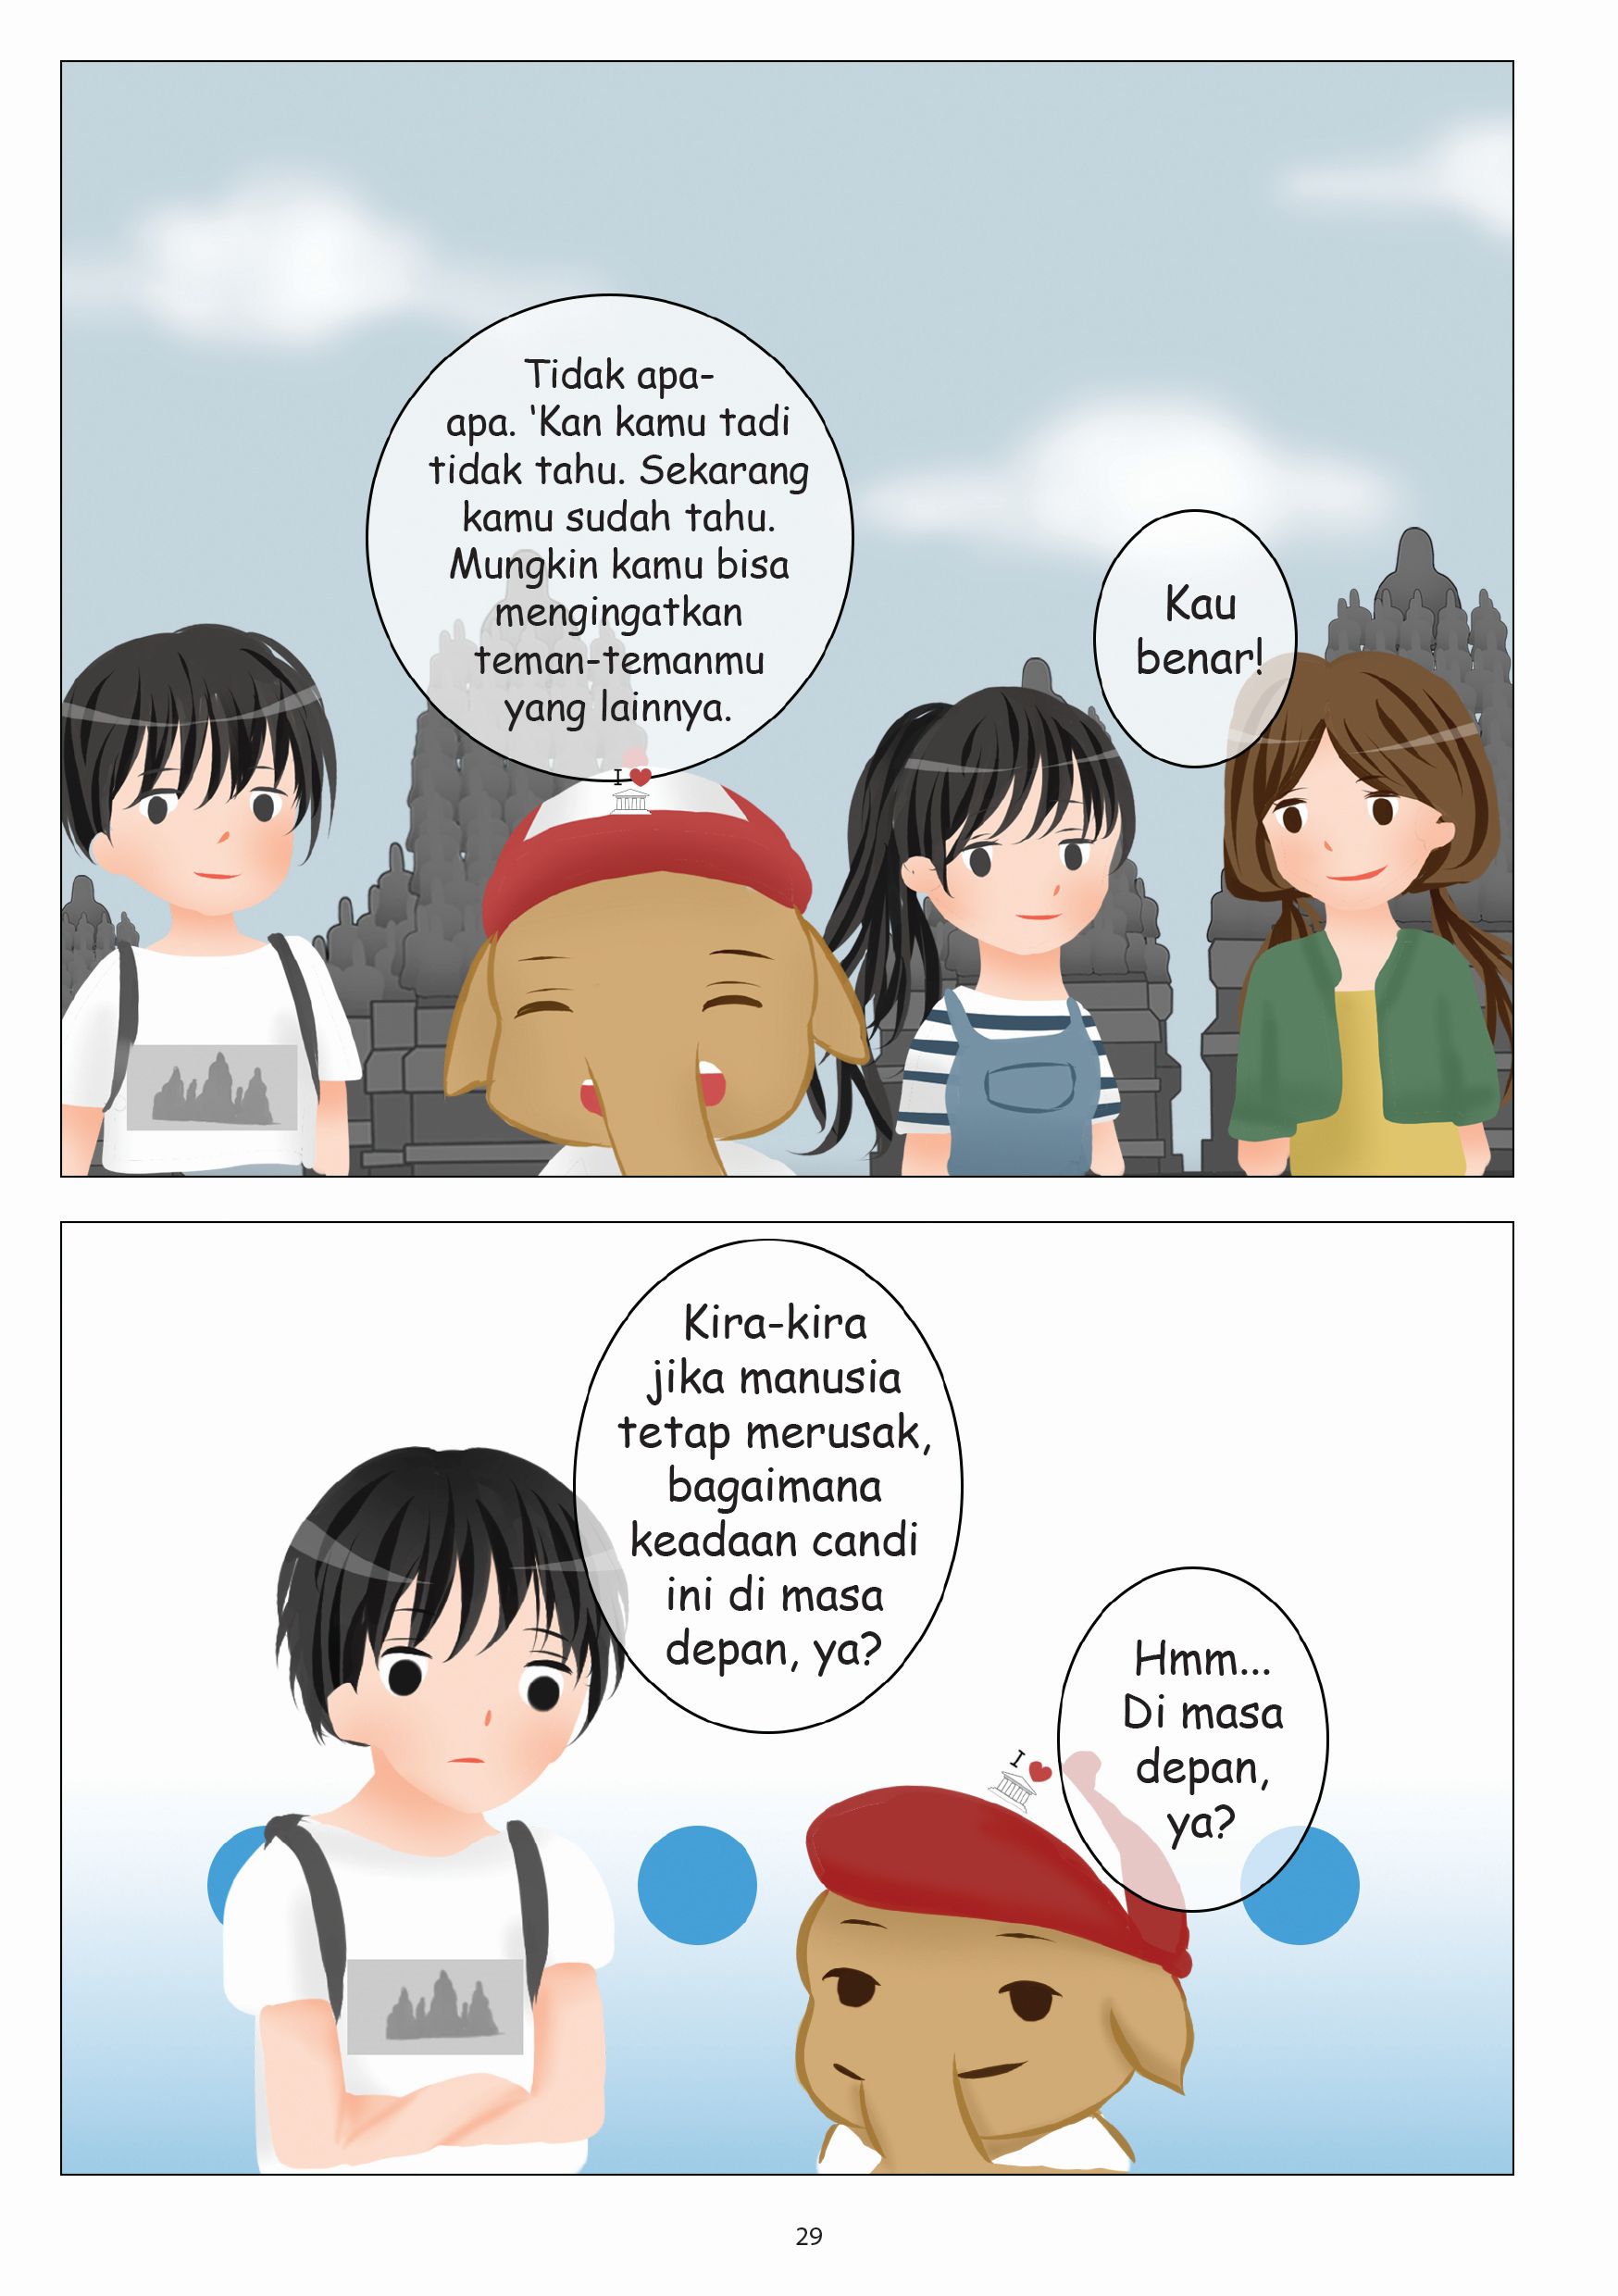 Tidak apa-
apa. 'Kan kamu tadi
tidak tahu. Sekarang
kamu sudah tahu.
Mungkin kamu bisa
mengingatkan
teman-temanmu
yang lainnya.
Kau
benar!
I
Kira-kira
jika manusia
tetap merusak,
bagaimana
keadaan candi
ini di masa
depan, ya?
Hmm...
Di masa
depan,
ya?
I
29